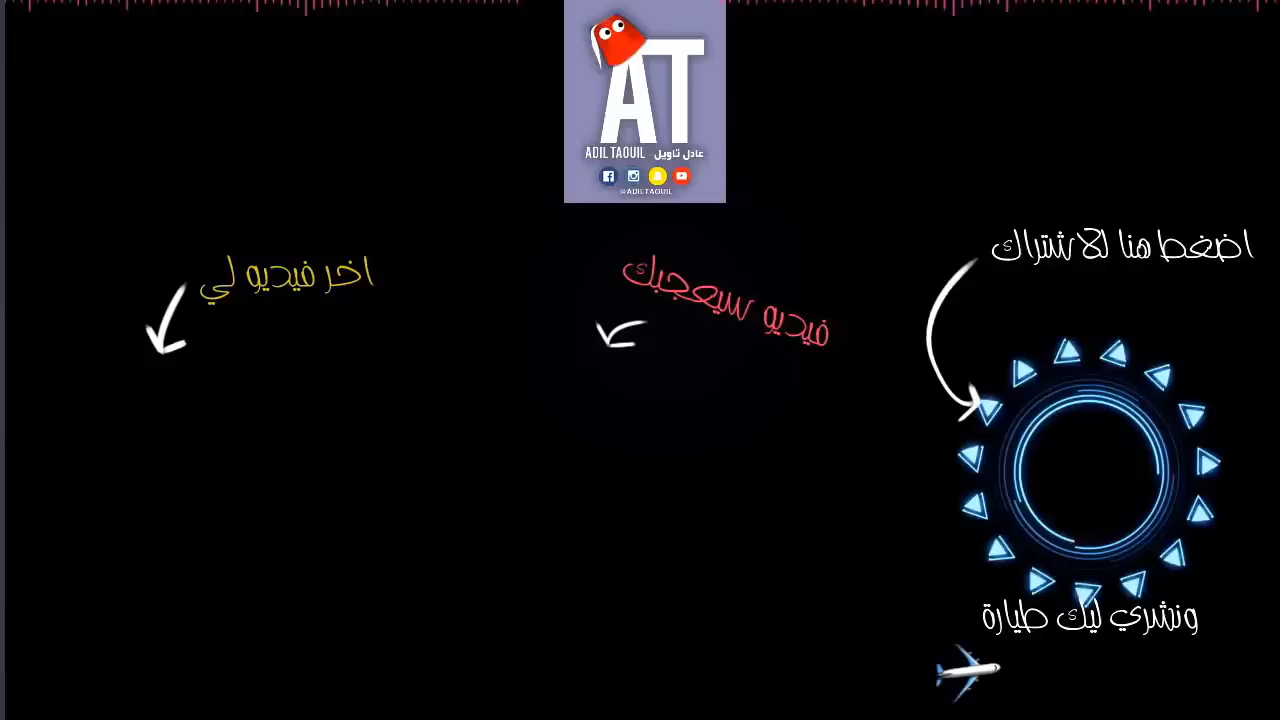 AT
ADIL TAOUIL عادل تاويل
@ADILTAOUIL
اضغط هنا للاشتراك
اخر فيديو لي
فيديو سيعجبك
ونشري ليك طيارة